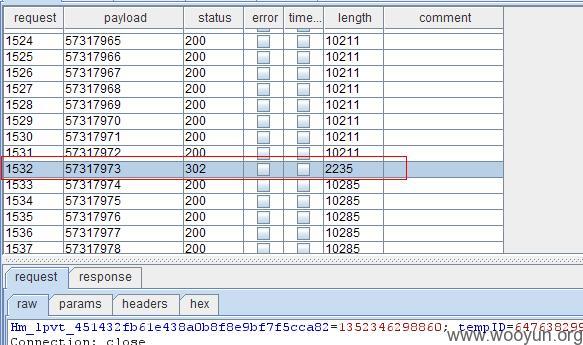 request payload status error time... length comment
1524 57317965 200 10211
1525 57317966 200 10211
1526 57317967 200 10211
1527 57317968 200 10211
1528 57317969 200 10211
1529 57317970 200 10211
1530 57317971 200 10211
1531 57317972 200 10211
1532 57317973 302 2235
1533 57317974 200 10285
1534 57317975 200 10285
1535 57317976 200 10285
1536 57317977 200 10285
1537 57317978 200 10285
request response
raw params headers hex
Hm_lpvt_451432fb61e438a0b8f8e9bf7f5cca82=1352346298860; tempID=647638299
Connection: close
www.wooyun.org